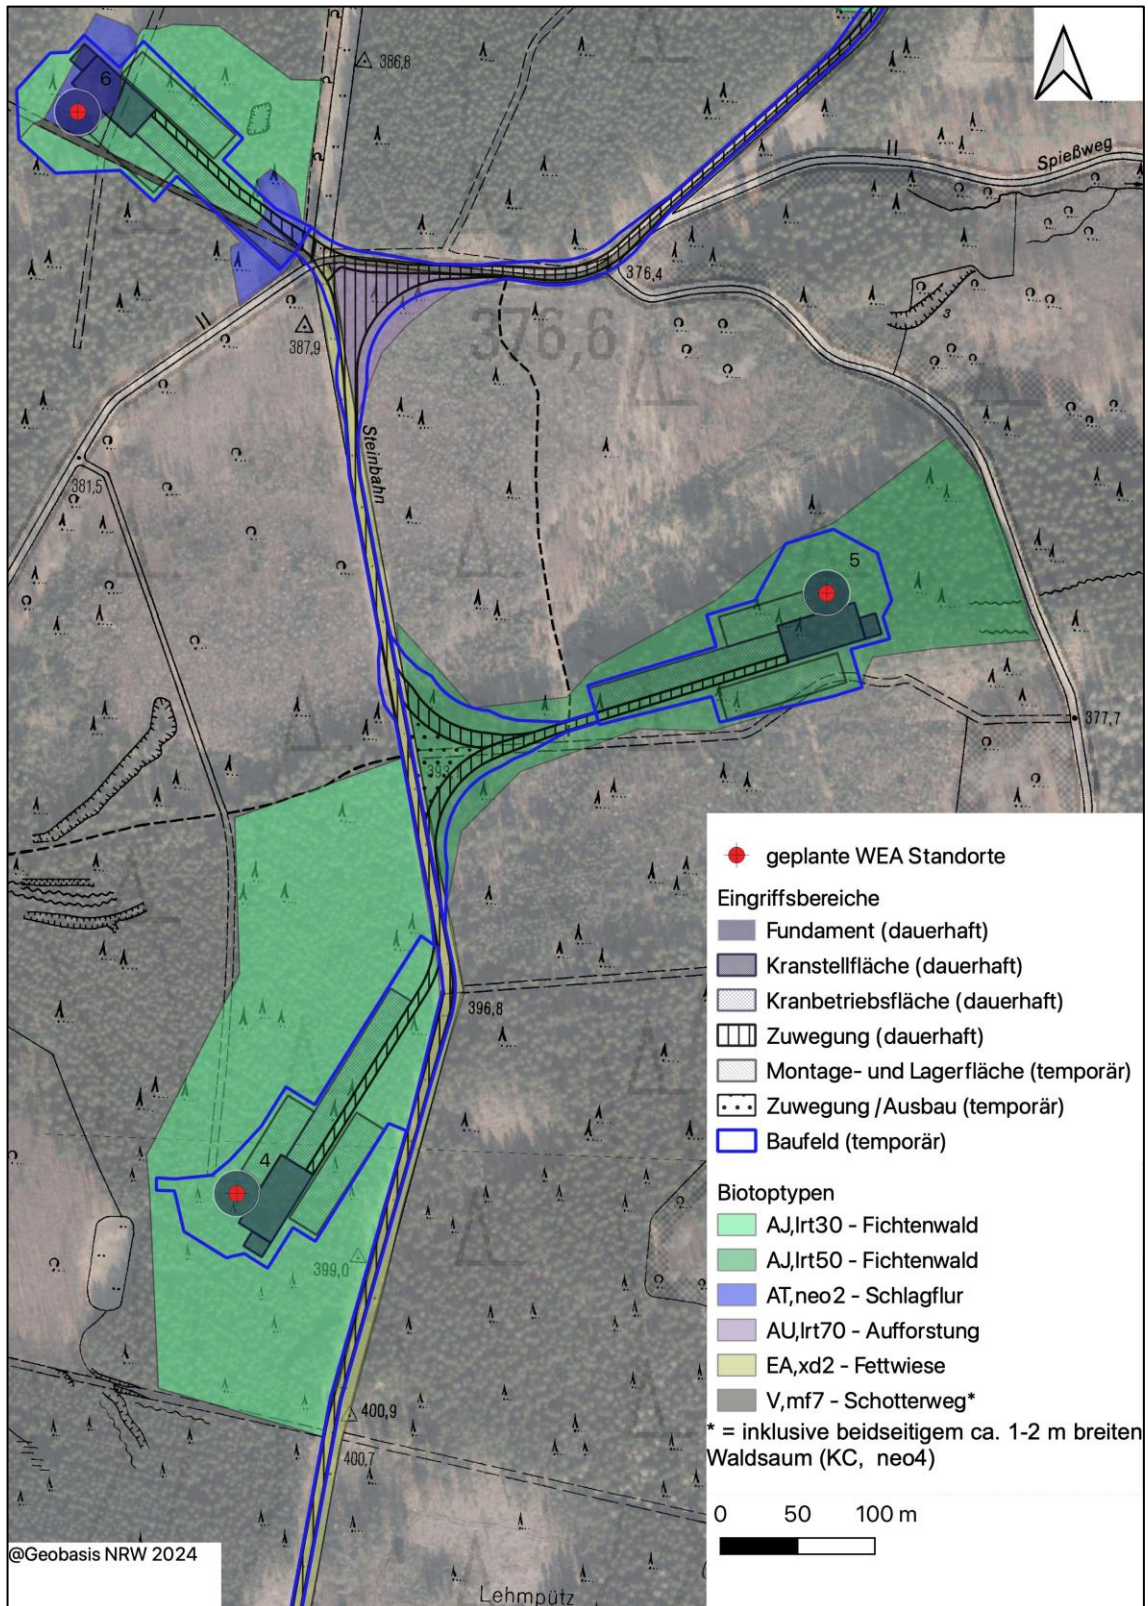 386,8
6
Spießweg
376,4
3
387,9
376,6
Steinbahn
381,5
5
377,7
393
396,8
4
399,0
400,9
400,7
Lehmpütz
geplante WEA Standorte
Eingriffsbereiche
Fundament (dauerhaft)
Kranstellfläche (dauerhaft)
Kranbetriebsfläche (dauerhaft)
Zuwegung (dauerhaft)
Montage- und Lagerfläche (temporär)
Zuwegung /Ausbau (temporär)
Baufeld (temporär)
Biotoptypen
AJ,lrt30 - Fichtenwald
AJ,lrt50 - Fichtenwald
AT,neo2 - Schlagflur
AU,lrt70 - Aufforstung
EA,xd2 - Fettwiese
V,mf7 - Schotterweg*
* = inklusive beidseitigem ca. 1-2 m breiten
Waldsaum (KC, neo4)
0 50 100 m
@Geobasis NRW 2024